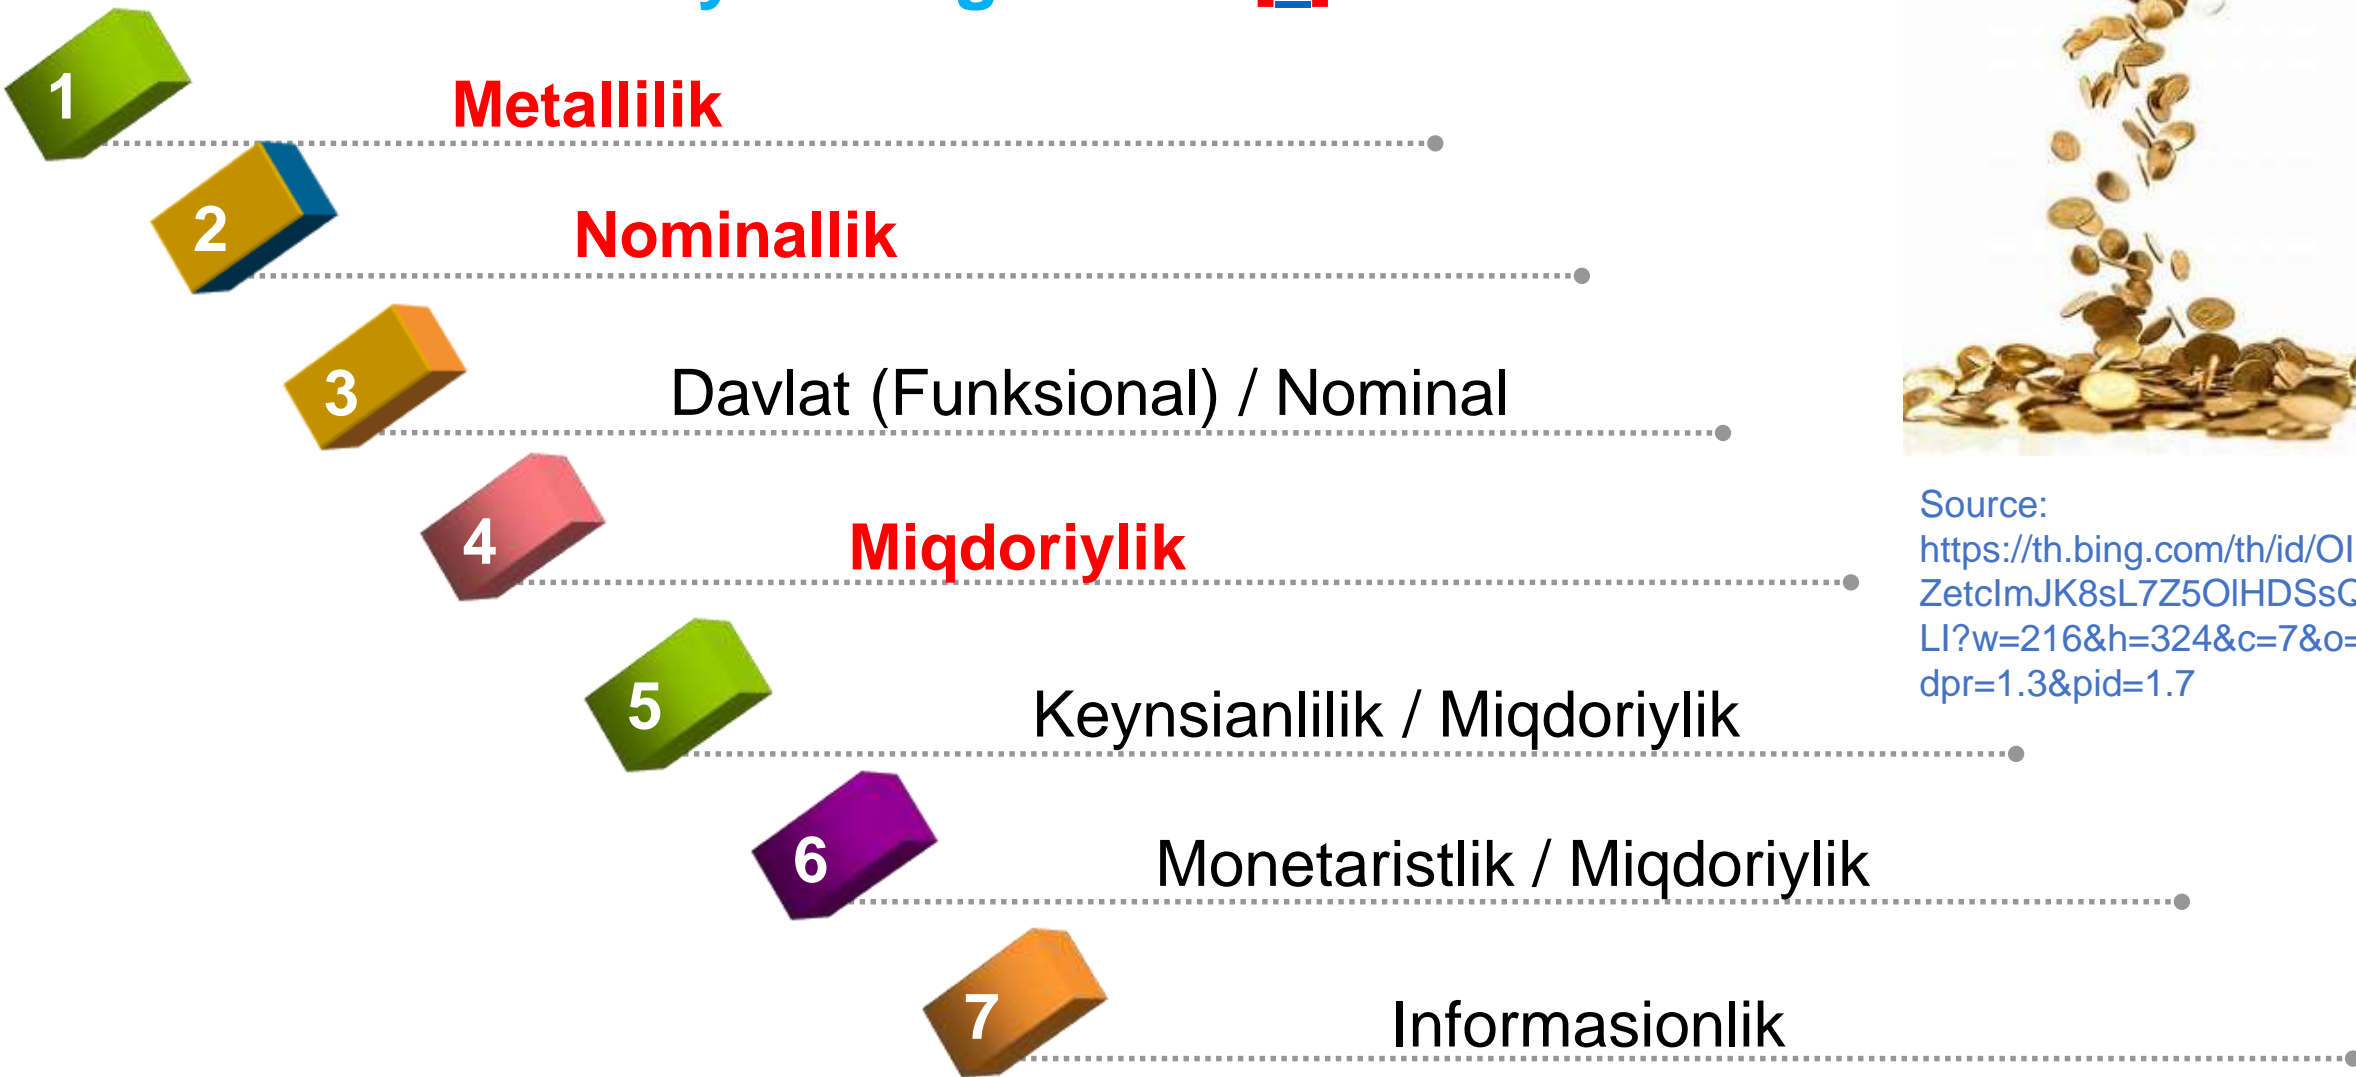 1
Metallilik
2
Nominallik
3
Davlat (Funksional) / Nominal
4
Miqdoriylik
5
Keynsianlilik / Miqdoriylik
6
Monetaristlik / Miqdoriylik
7
Informasionlik
Source:
https://th.bing.com/th/id/OI
ZetcImJK8sL7Z5OlHDSsQ
LI?w=216&h=324&c=7&o=
dpr=1.3&pid=1.7